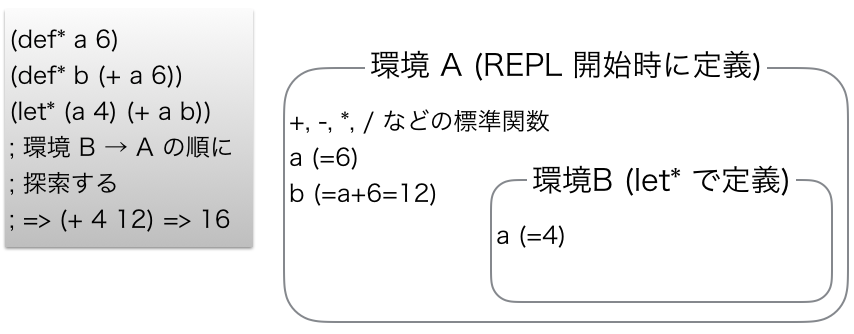 (def* a 6)
(def* b (+ a 6))
(let* (a 4) (+ a b))
; 環境 B → A の順に
; 探索する
; => (+ 4 12) => 16
環境 A (REPL 開始時に定義)
+, -, *, / などの標準関数
a (=6)
b (=a+6=12)
環境B (let* で定義)
a (=4)